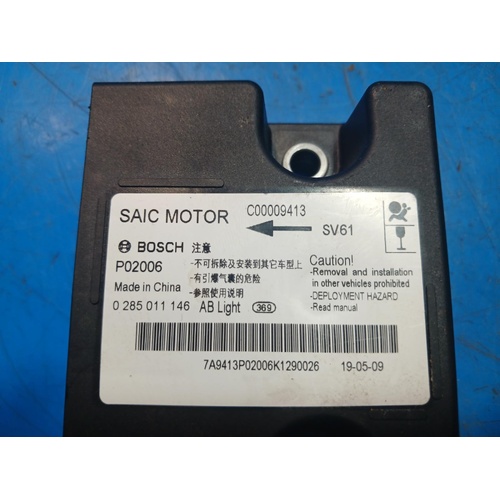 SAIC MOTOR C00009413
SV61
BOSCH 注意
P02006
Made in China
0 285 011 146 AB Light 369
-不可拆除及安装到其它车型上
-有引爆气囊的危险
-参照使用说明
Caution!
-Removal and installation
in other vehicles prohibited
-DEPLOYMENT HAZARD
-Read manual
7A9413P02006K1290026 19-05-09